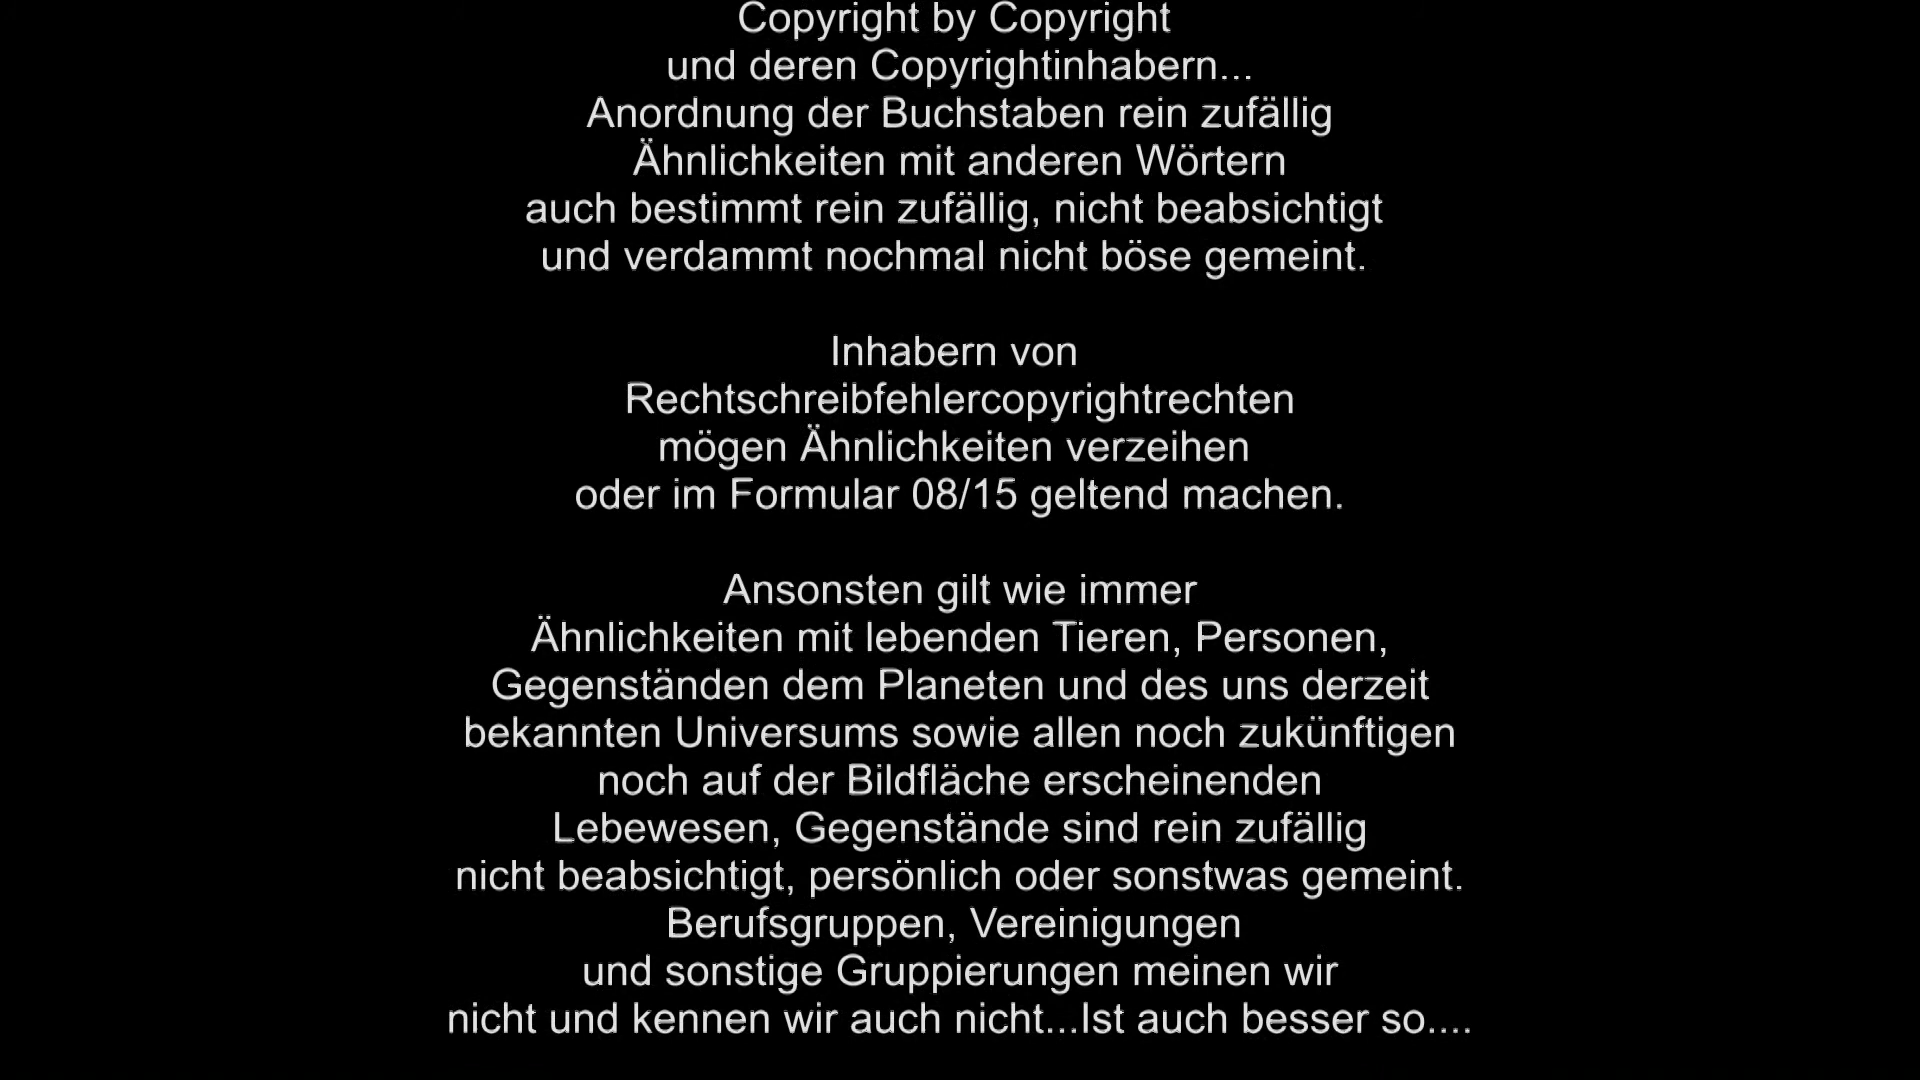 Copyright by Copyright
und deren Copyrightinhabern...
Anordnung der Buchstaben rein zufällig
Ähnlichkeiten mit anderen Wörtern
auch bestimmt rein zufällig, nicht beabsichtigt
und verdammt nochmal nicht böse gemeint.
Inhabern von
Rechtschreibfehlercopyrightrechten
mögen Ähnlichkeiten verzeihen
oder im Formular 08/15 geltend machen.
Ansonsten gilt wie immer
Ähnlichkeiten mit lebenden Tieren, Personen,
Gegenständen dem Planeten und des uns derzeit
bekannten Universums sowie allen noch zukünftigen
noch auf der Bildfläche erscheinenden
Lebewesen, Gegenstände sind rein zufällig
nicht beabsichtigt, persönlich oder sonstwas gemeint.
Berufsgruppen, Vereinigungen
und sonstige Gruppierungen meinen wir
nicht und kennen wir auch nicht...Ist auch besser so....